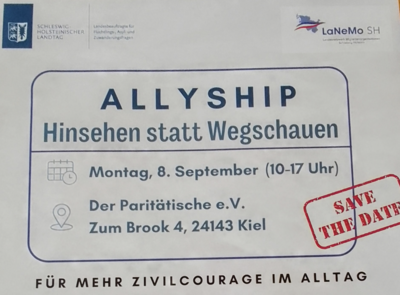 SCHLESWIG-
HOLSTEINISCHER
LANDTAG
LaNeMo SH
ALLYSHIP
Hinsehen statt Wegschauen
Montag, 8. September (10-17 Uhr)
Der Paritätische e.V.
Zum Brook 4, 24143 Kiel
SAVE
THE DATE
FÜR MEHR ZIVILCOURAGE IM ALLTAG